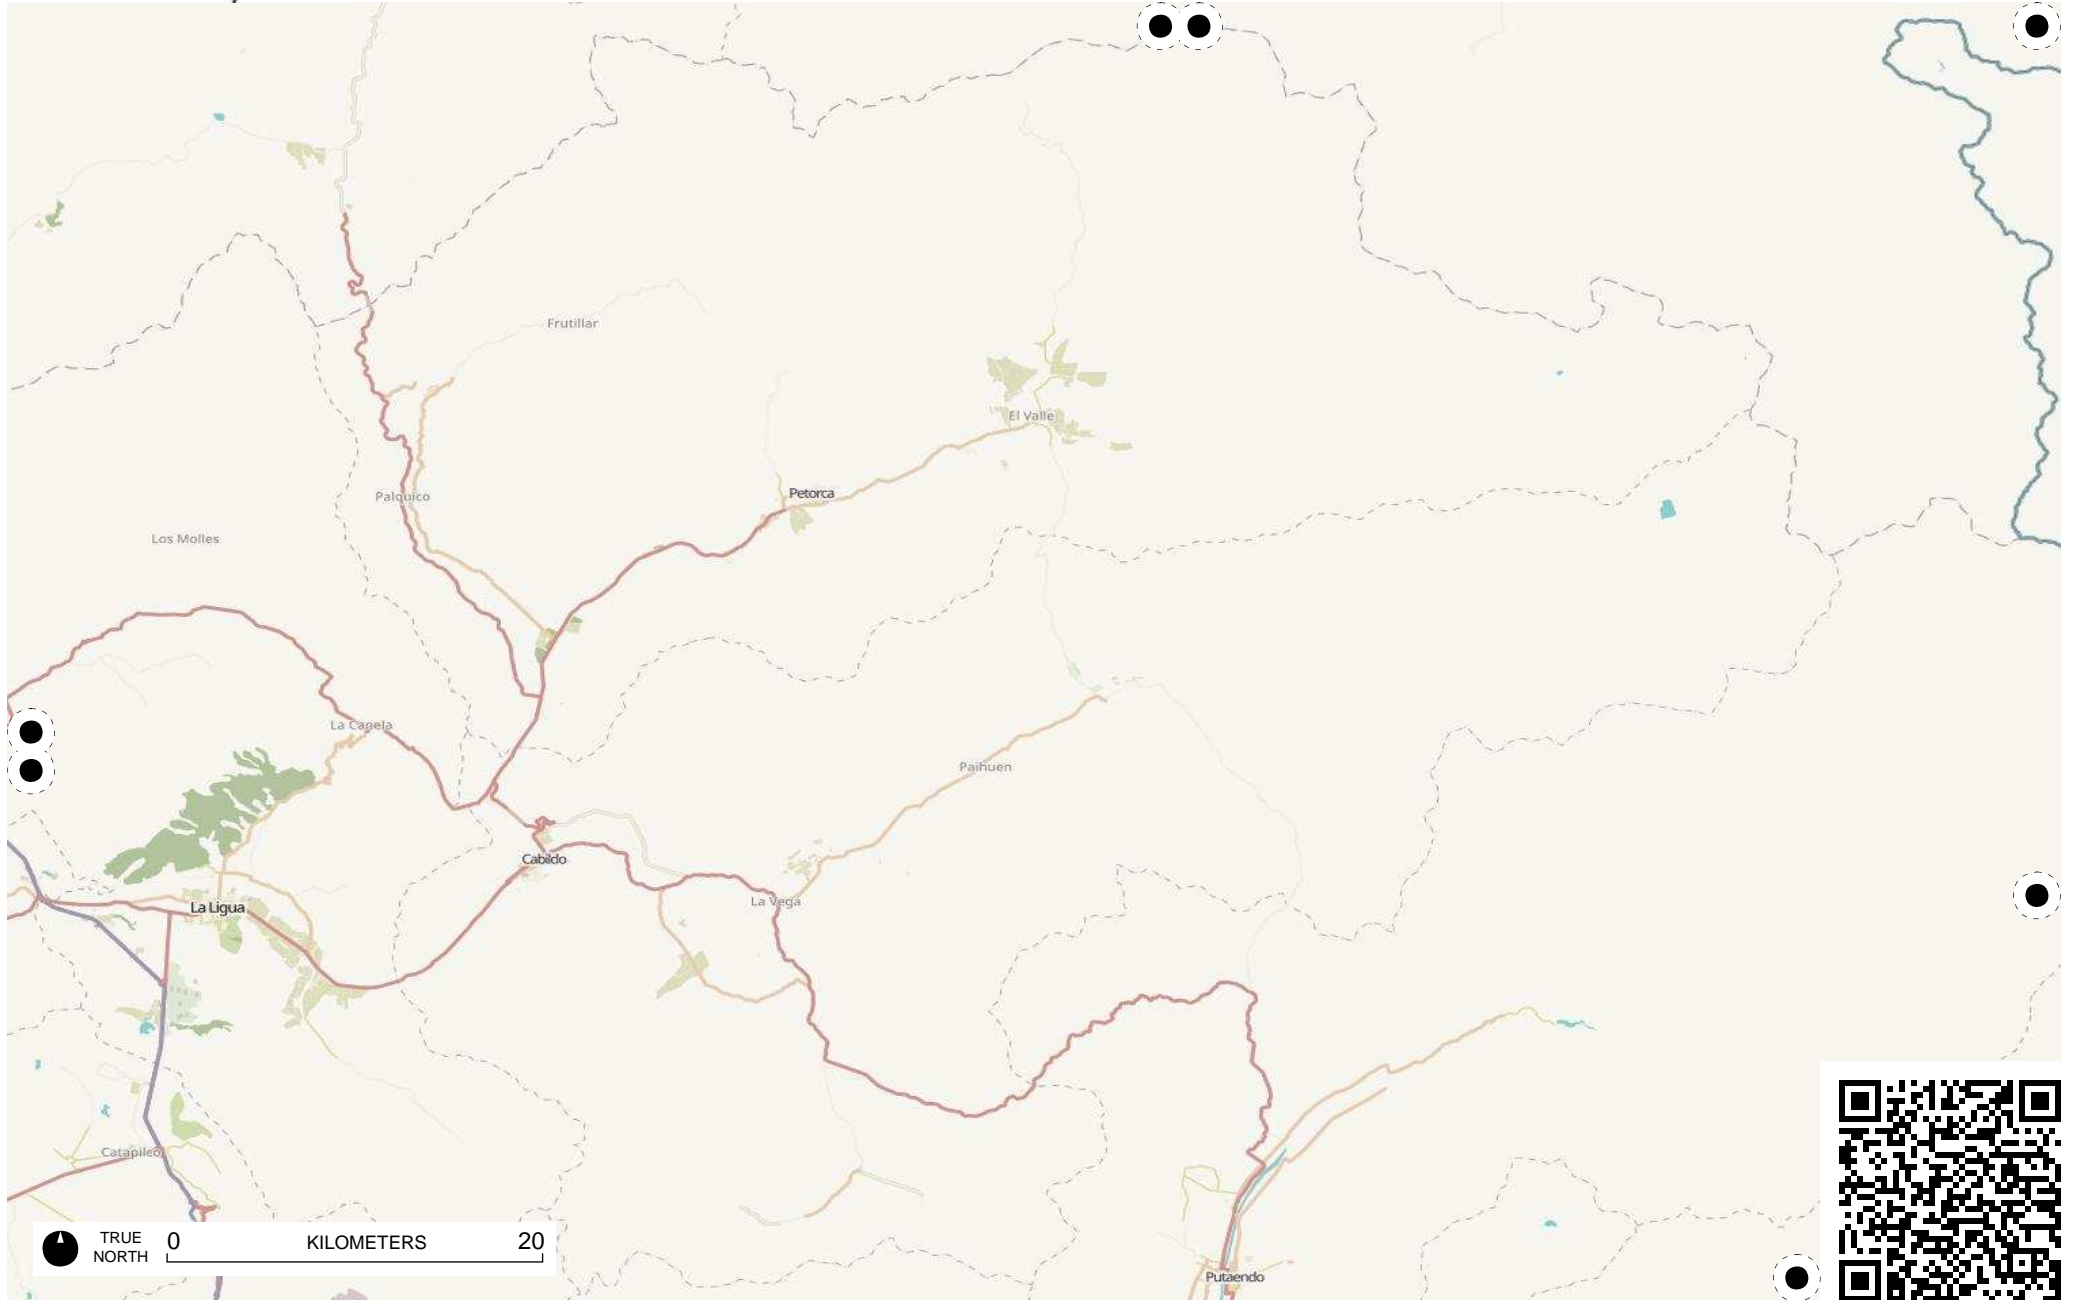 Frutillar
El Valle
Petorca
Palquico
Los Molles
La Canela
Paihuen
Cabildo
La Vega
La Ligua
Catapilco
TRUE NORTH
0 KILOMETERS 20
Putaendo